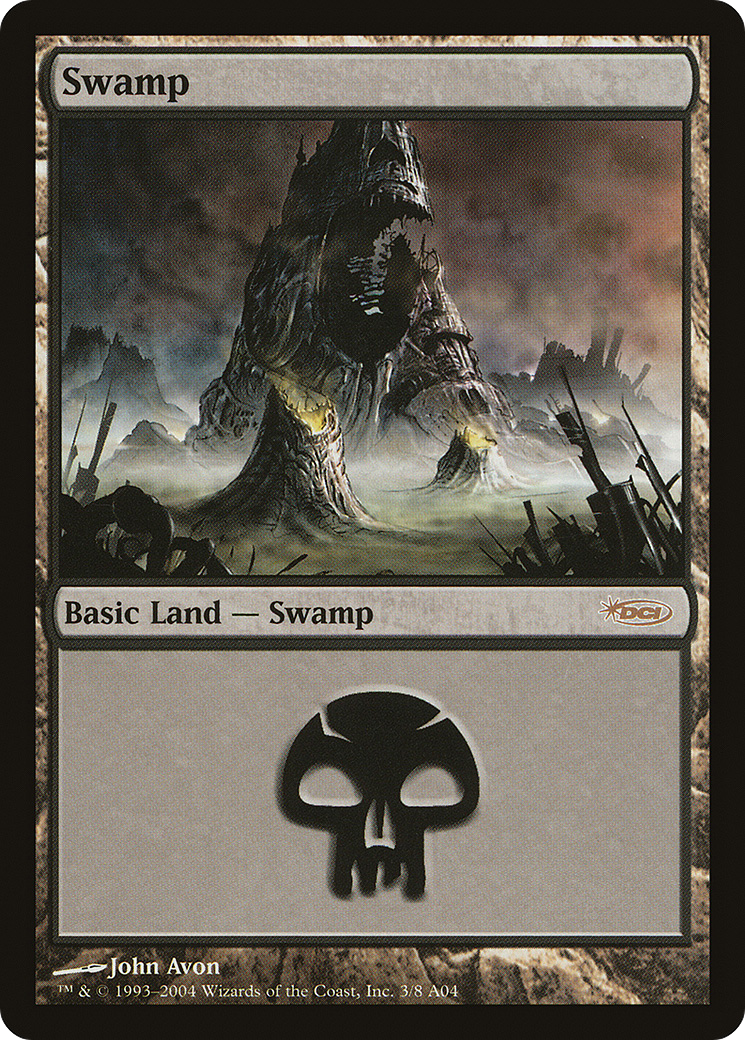 Swamp
Basic Land — Swamp
DCI
John Avon
™ & © 1993–2004 Wizards of the Coast, Inc. 3/8 A04